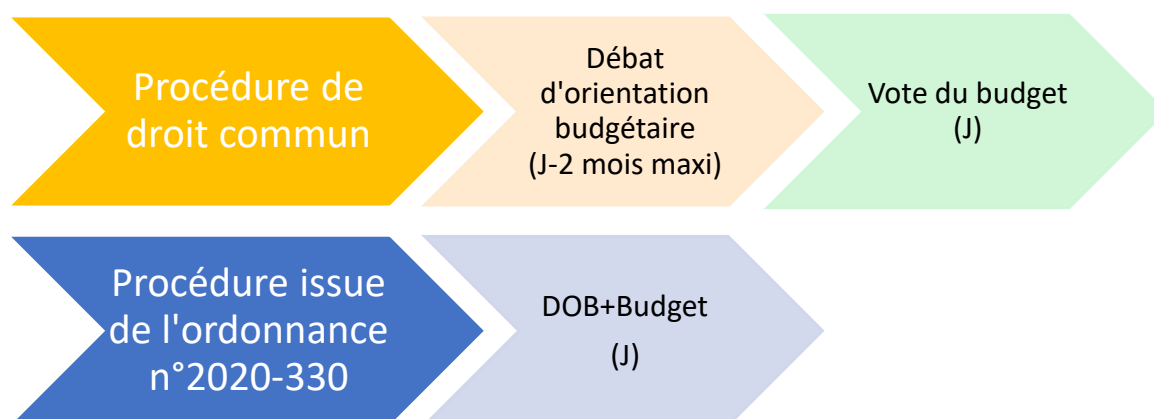 Procédure de
droit commun
Débat
d'orientation
budgétaire
(J-2 mois maxi)
Vote du budget
(J)
Procédure issue
de l'ordonnance
n°2020-330
DOB+Budget
(J)